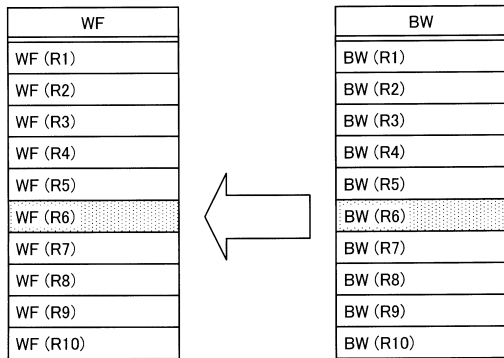 WF
WF (R1)
WF (R2)
WF (R3)
WF (R4)
WF (R5)
WF (R6)
WF (R7)
WF (R8)
WF (R9)
WF (R10)
BW
BW (R1)
BW (R2)
BW (R3)
BW (R4)
BW (R5)
BW (R6)
BW (R7)
BW (R8)
BW (R9)
BW (R10)